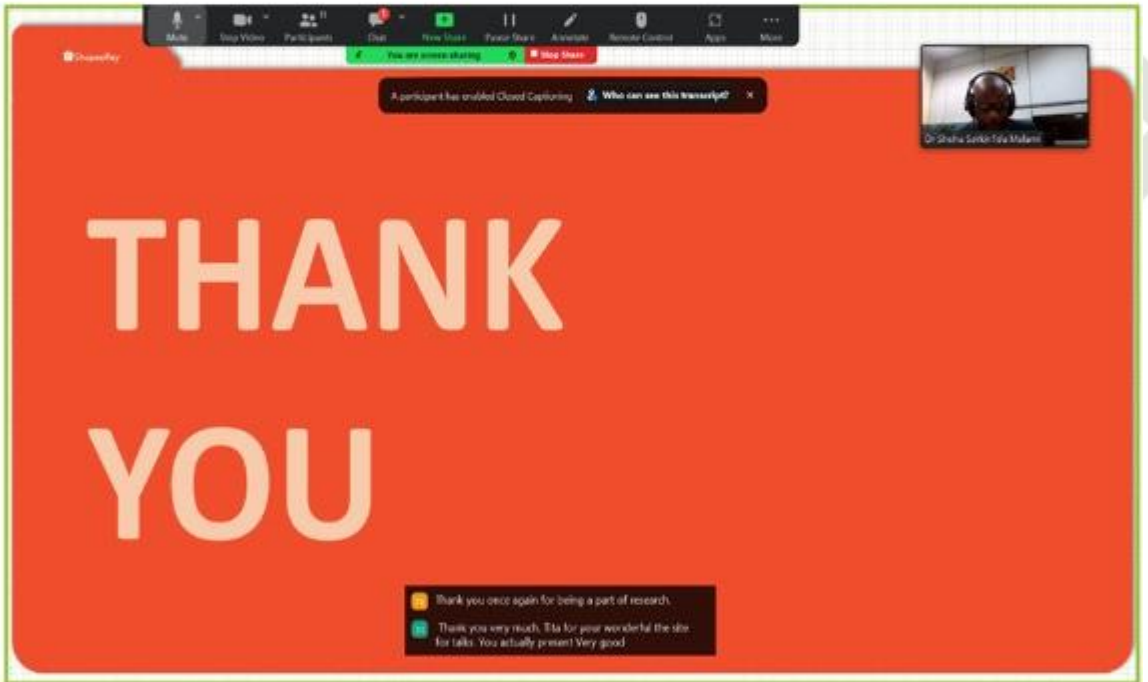 Mute
Stop Video
Participants
11
Chat
1
New Share
Pause Share
Annotate
Remote Control
Apps
More
You are screen sharing
Stop Share
ShopeePay
A participant has enabled Closed Captioning
Who can see this transcript?
THANK
YOU
Thank you once again for being a part of research.
Thank you very much, Tita for your wonderful the site
for talks. You actually present Very good